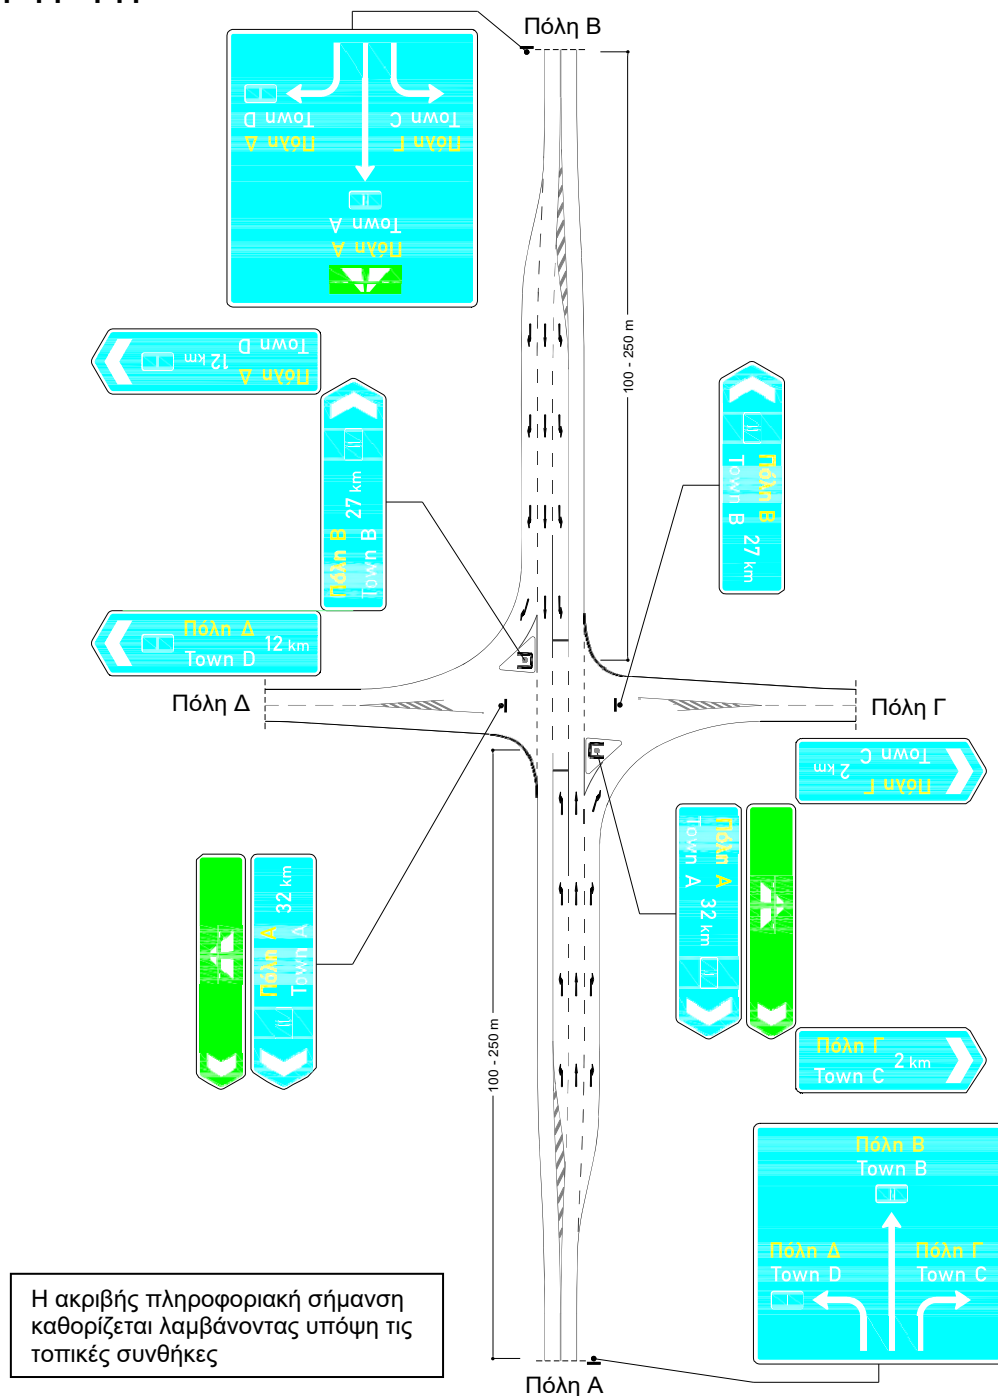 Πόλη Β
Town D
Πόλη Δ
Town C
Πόλη Γ
Town A
Πόλη Α
Town D
12 km
Πόλη Δ
Πόλη Β
Town B
27 km
Πόλη Β
Town B
27 km
100 - 250 m
Πόλη Δ
Town D
12 km
Πόλη Δ
Πόλη Γ
Town C
2 km
Πόλη Γ
Πόλη Α
Town A
32 km
Πόλη Α
Town A
32 km
100 - 250 m
Πόλη Γ
Town C
2 km
Πόλη Β
Town B
Πόλη Δ
Town D
Πόλη Γ
Town C
Η ακριβής πληροφοριακή σήμανση
καθορίζεται λαμβάνοντας υπόψη τις
τοπικές συνθήκες
Πόλη Α